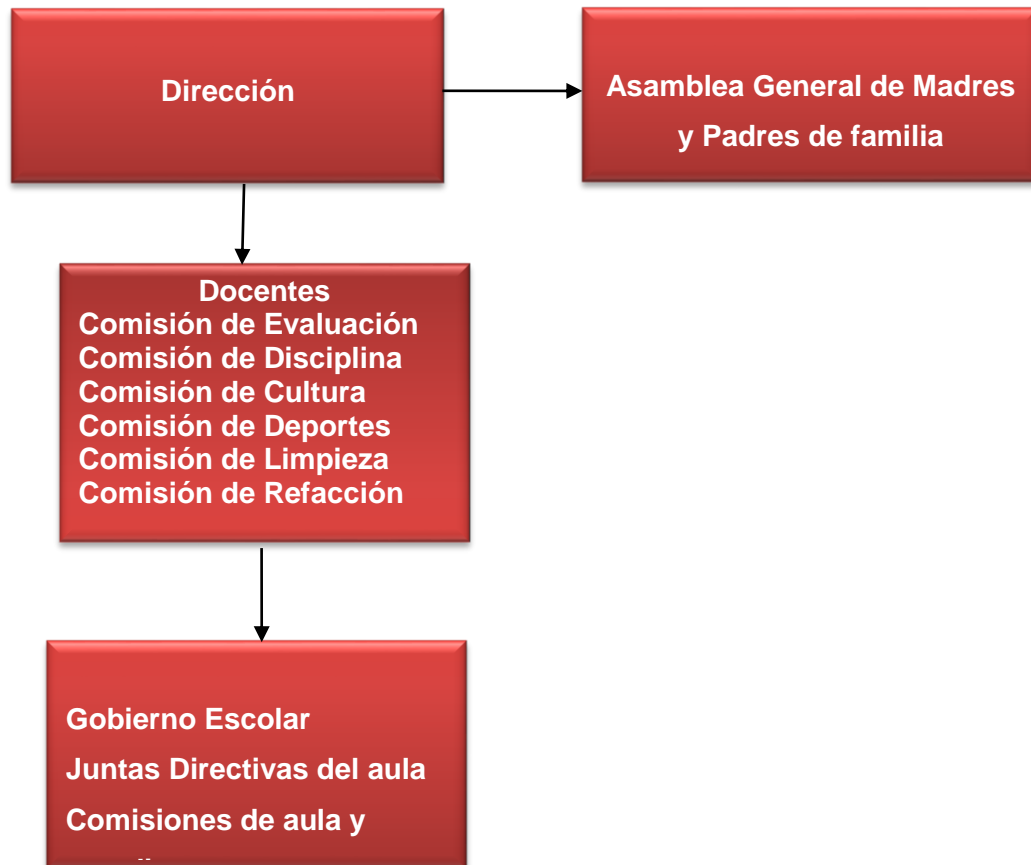 Dirección
Asamblea General de Madres
y Padres de familia
Docentes
Comisión de Evaluación
Comisión de Disciplina
Comisión de Cultura
Comisión de Deportes
Comisión de Limpieza
Comisión de Refacción
Gobierno Escolar
Juntas Directivas del aula
Comisiones de aula y